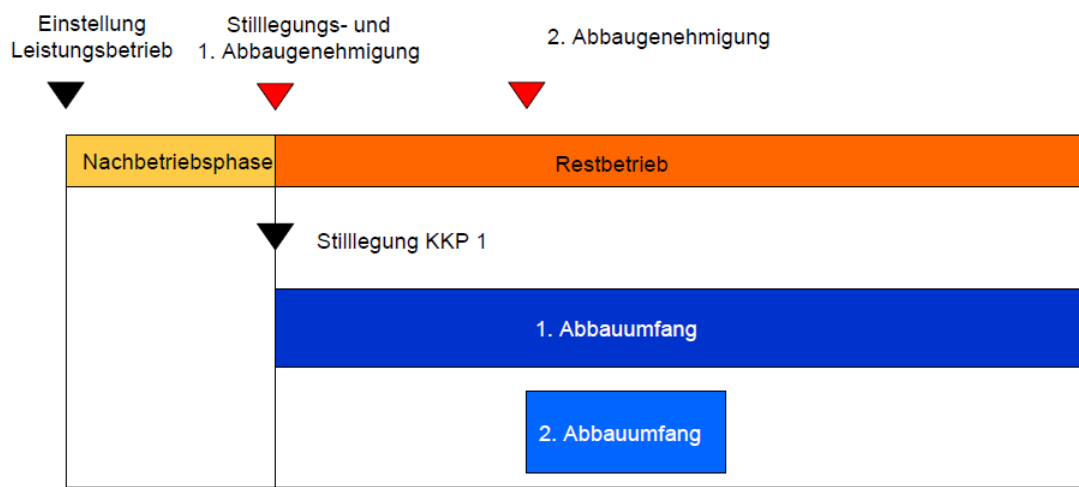 Einstellung
Leistungsbetrieb
Stilllegungs- und
1. Abbaugenehmigung
2. Abbaugenehmigung
Nachbetriebsphase
Restbetrieb
Stilllegung KKP 1
1. Abbauumfang
2. Abbauumfang